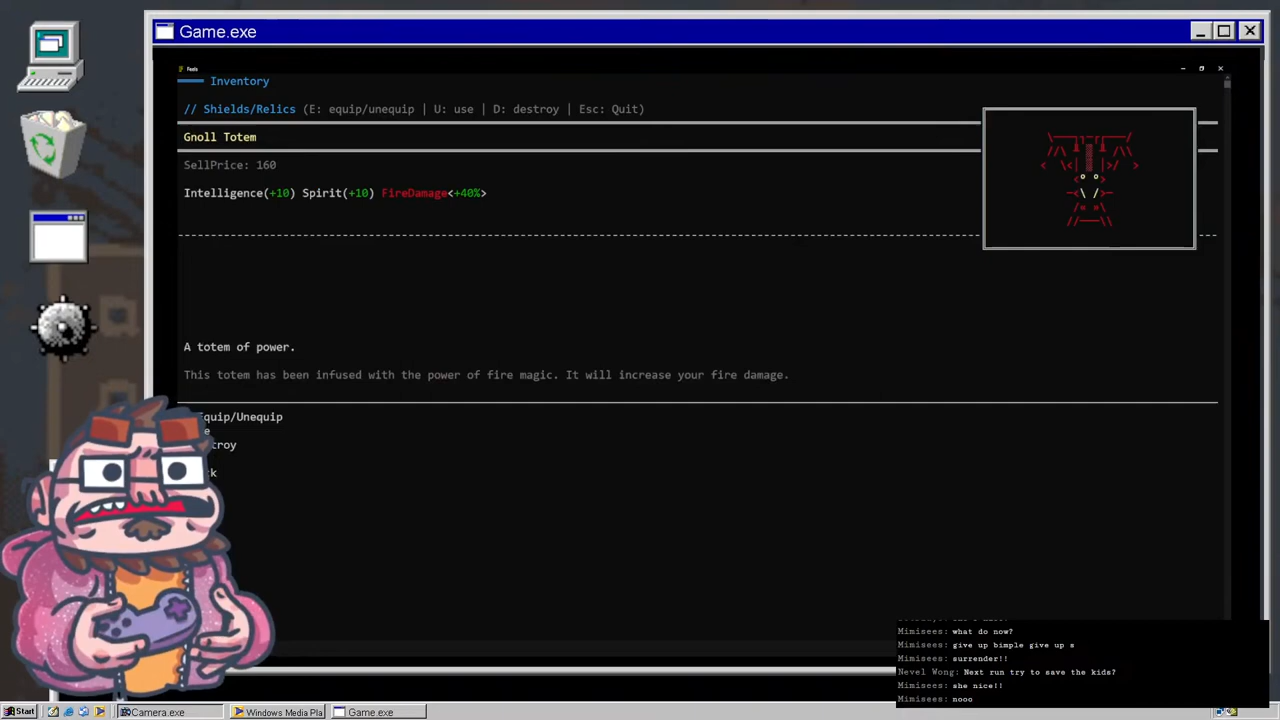 Game.exe
Feels
Inventory
// Shields/Relics (E: equip/unequip | U: use | D: destroy | Esc: Quit)
Gnoll Totem
SellPrice: 160
Intelligence(+10) Spirit(+10) FireDamage<+40%>
A totem of power.
This totem has been infused with the power of fire magic. It will increase your fire damage.
Equip/Unequip
Mimisees: what do now?
Mimisees: give up bimple give up s
Mimisees: surrender!!
Nevel Wong: Next run try to save the kids?
Mimisees: she nice!!
Mimisees: nooo
Start
Camera.exe
Windows Media Pla
Game.exe